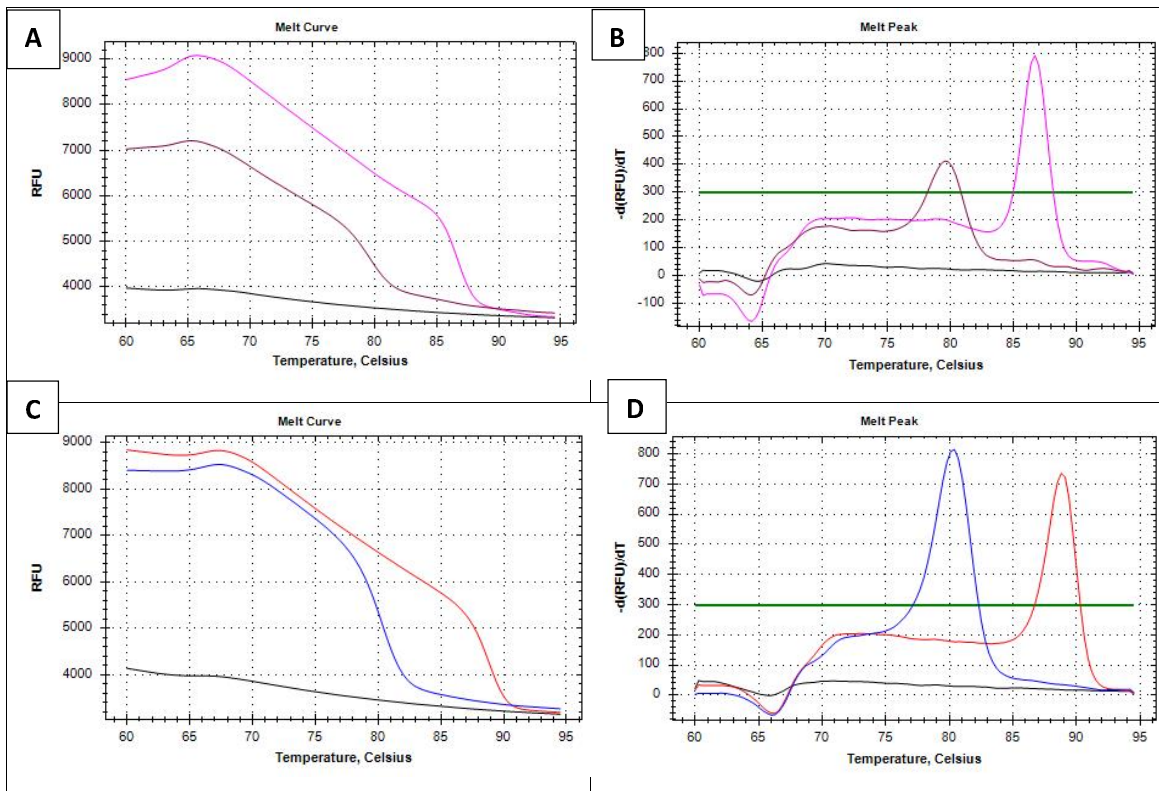 A
Melt Curve
9000
8000
7000
6000
5000
4000
RFU
60 65 70 75 80 85 90 95
Temperature, Celsius
B
Melt Peak
800
700
600
500
400
300
200
100
0
-100
-d(RFU)/dT
60 65 70 75 80 85 90 95
Temperature, Celsius
C
Melt Curve
9000
8000
7000
6000
5000
4000
RFU
60 65 70 75 80 85 90 95
Temperature, Celsius
D
Melt Peak
800
700
600
500
400
300
200
100
0
-d(RFU)/dT
60 65 70 75 80 85 90 95
Temperature, Celsius